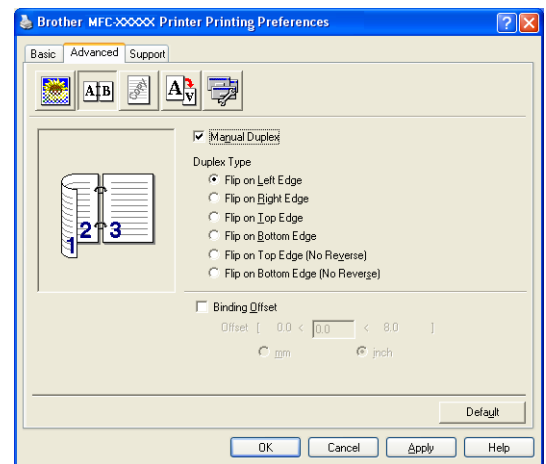 Brother MFC-XXXXX Printer Printing Preferences
Basic Advanced Support
A B A V
Manual Duplex
Duplex Type
Flip on Left Edge
Flip on Right Edge
Flip on Top Edge
Flip on Bottom Edge
Flip on Top Edge (No Reverse)
Flip on Bottom Edge (No Reverse)
1 2 3
Binding Offset
Offset [ 0.0 < 0.0 < 8.0 ]
mm inch
Default
OK Cancel Apply Help